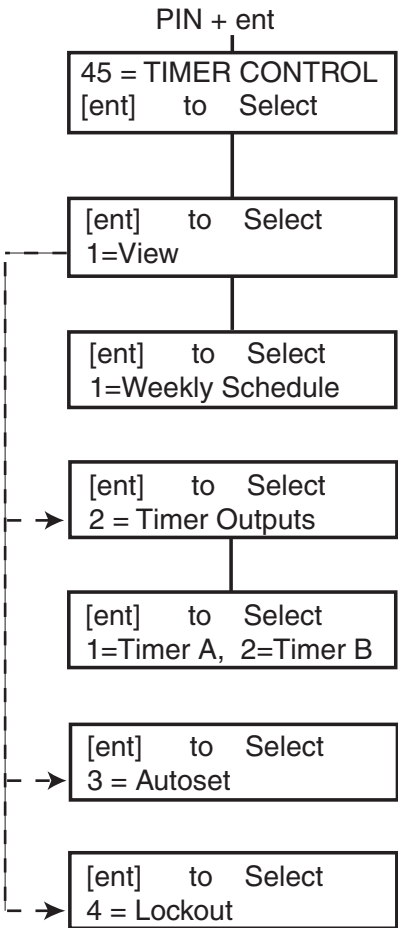 PIN + ent
45 = TIMER CONTROL
[ent] to Select
[ent] to Select
1=View
[ent] to Select
1=Weekly Schedule
[ent] to Select
2 = Timer Outputs
[ent] to Select
1=Timer A, 2=Timer B
[ent] to Select
3 = Autoset
[ent] to Select
4 = Lockout